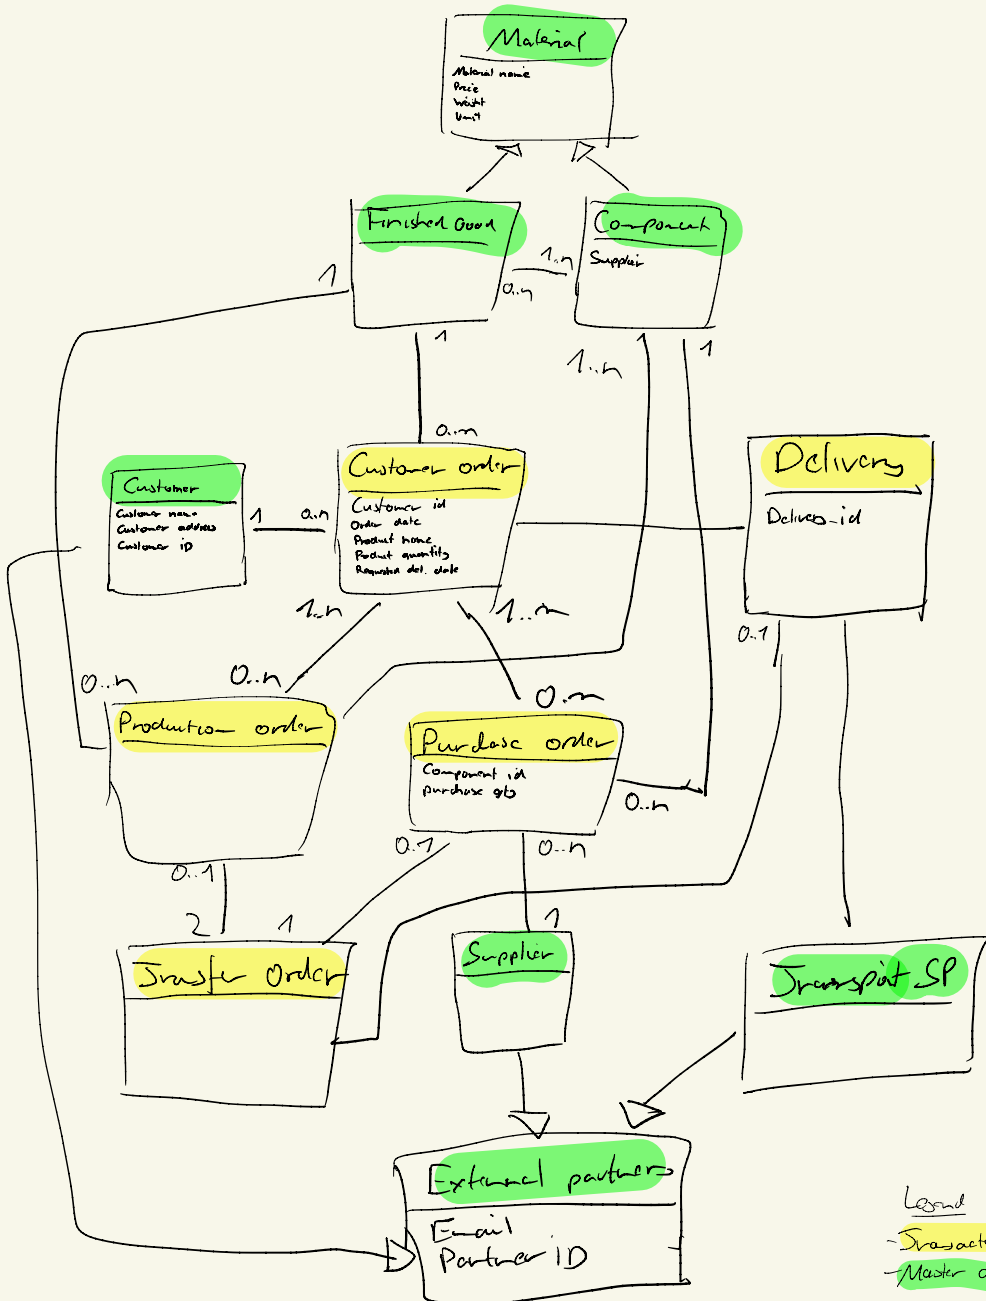 Material
Material name
Price
Weight
Unit
Finished Good
Component
Supplier
1
1..n
0..n
1
1
1..n
1
0..n
Customer
Customer name
Customer address
Customer ID
1
0..n
Customer order
Customer id
Order date
Product name
Product quantity
Requested del. date
Delivery
Delivery_id
1..n
1..n
0..1
0..n
0..n
0..n
Production order
Purchase order
Component id
purchase qty
0..n
0..1
0..n
0..1
2
1
1
Transfer Order
Supplier
Transport SP
External partners
Email
Partner ID
Legend
- Transact
- Master